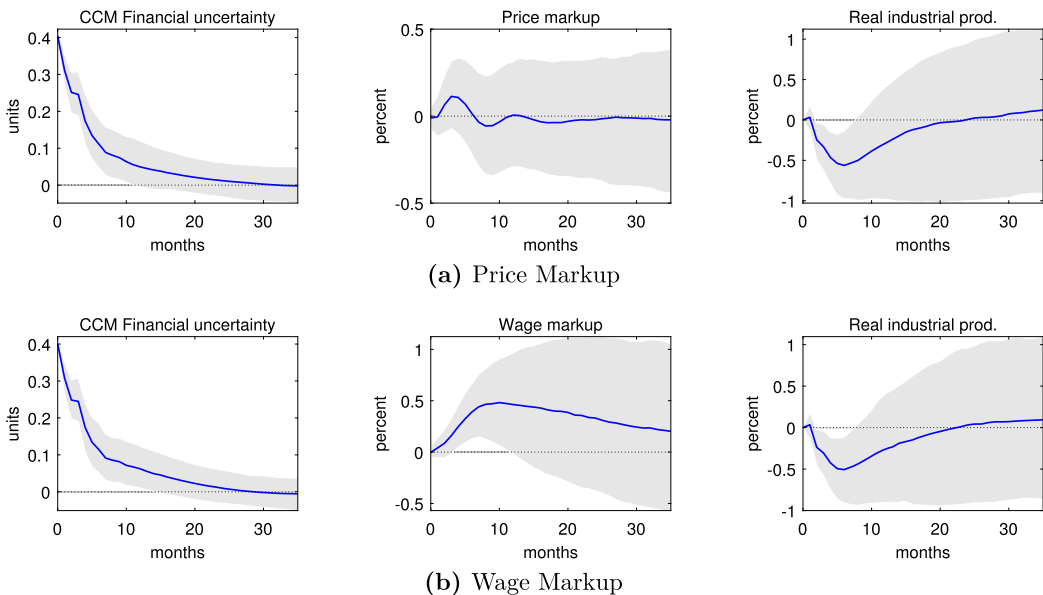 CCM Financial uncertainty
0.4
0.3
0.2
0.1
0
units
0 10 20 30
months
Price markup
0.5
0
-0.5
percent
0 10 20 30
months
Real industrial prod.
1
0.5
0
-0.5
-1
percent
0 10 20 30
months
(a) Price Markup
CCM Financial uncertainty
0.4
0.3
0.2
0.1
0
units
0 10 20 30
months
Wage markup
1
0.5
0
-0.5
percent
0 10 20 30
months
Real industrial prod.
1
0.5
0
-0.5
-1
percent
0 10 20 30
months
(b) Wage Markup